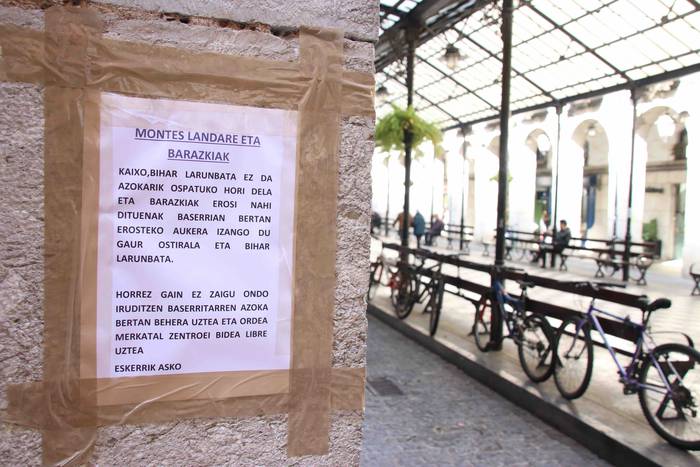 MONTES LANDARE ETA
BARAZKIAK
KAIXO,BIHAR LARUNBATA EZ DA
AZOKARIK OSPATUKO HORI DELA
ETA BARAZKIAK EROSI NAHI
DITUENAK BASERRIAN BERTAN
EROSTEKO AUKERA IZANGO DU
GAUR OSTIRALA ETA BIHAR
LARUNBATA.
HORREZ GAIN EZ ZAIGU ONDO
IRUDITZEN BASERRITARREN AZOKA
BERTAN BEHERA UZTEA ETA ORDEA
MERKATAL ZENTROEI BIDEA LIBRE
UZTEA
ESKERRIK ASKO